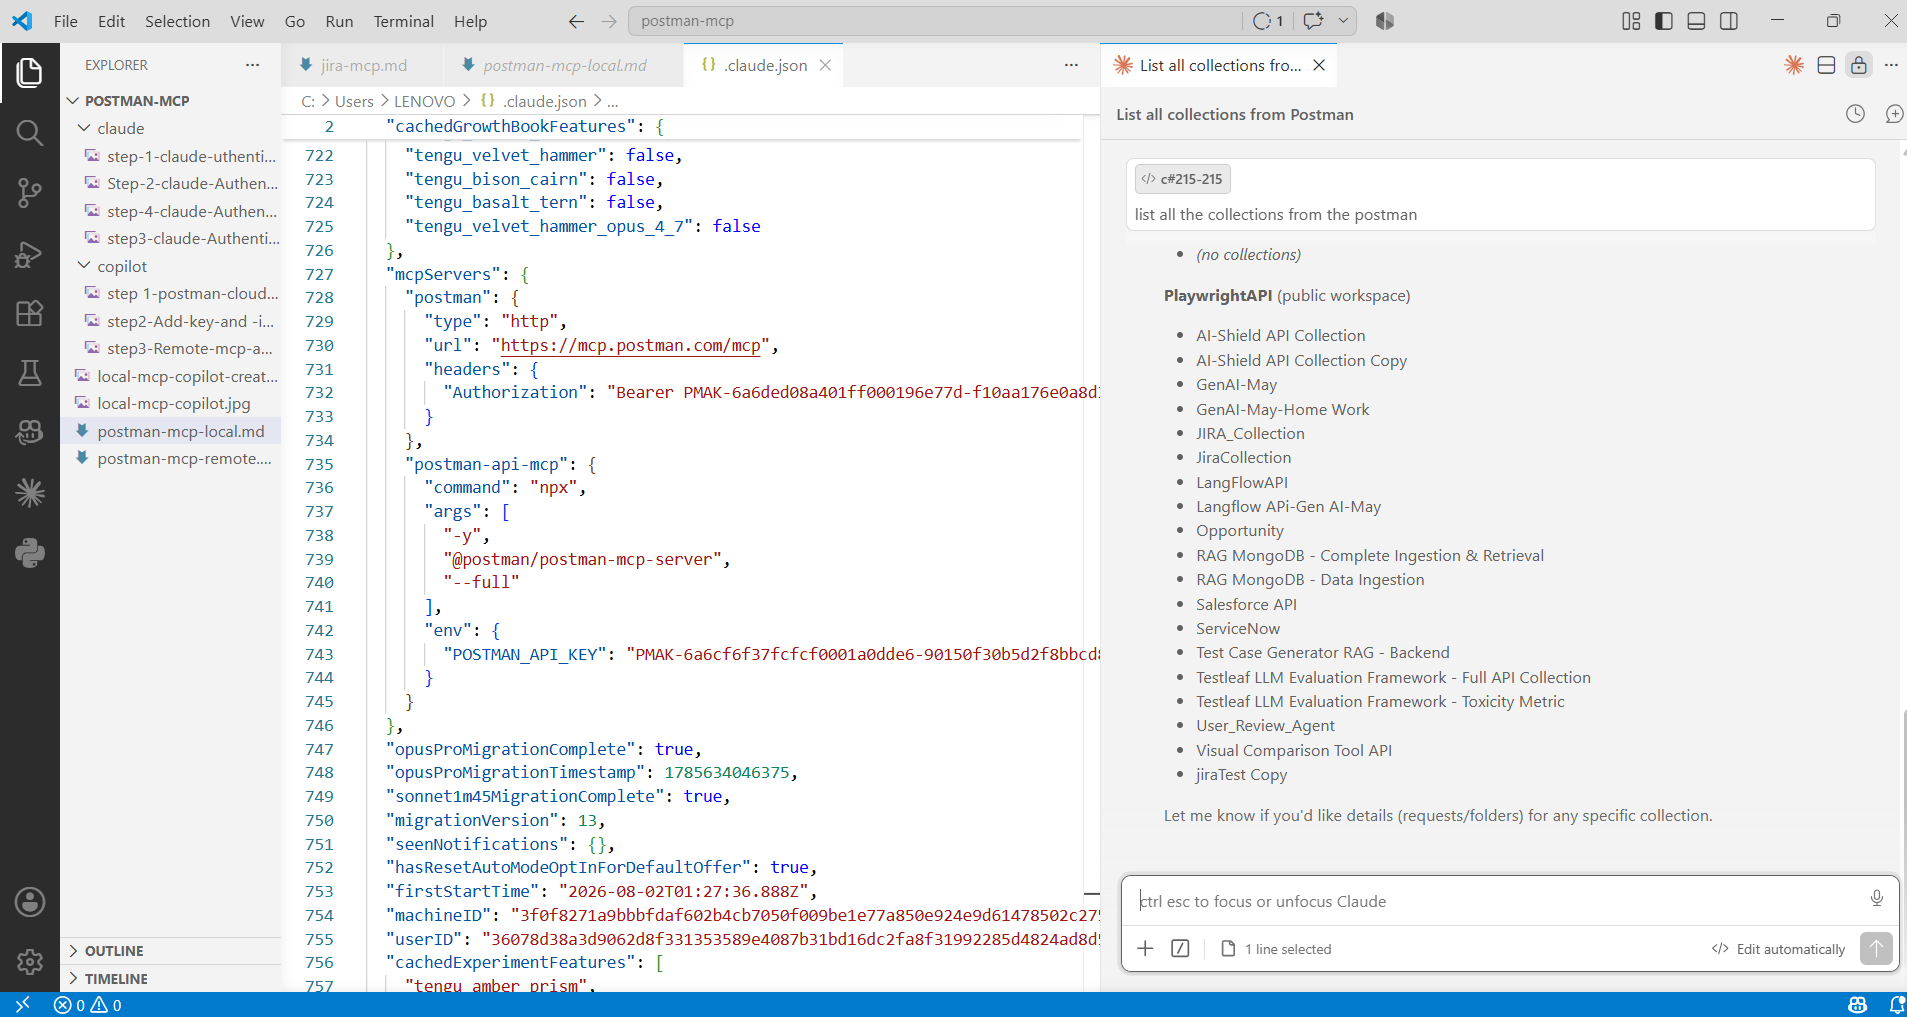 File Edit Selection View Go Run Terminal Help
postman-mcp
1
EXPLORER
POSTMAN-MCP
claude
step-1-claude-uthenti...
Step-2-claude-Authen...
step-4-claude-Authen...
step3-claude-Authenti...
copilot
step 1-postman-cloud...
step2-Add-key-and -i...
step3-Remote-mcp-a...
local-mcp-copilot-creat...
local-mcp-copilot.jpg
postman-mcp-local.md
postman-mcp-remote....
OUTLINE
TIMELINE
jira-mcp.md
postman-mcp-local.md
{} .claude.json
C: > Users > LENOVO > {} .claude.json > ...
2 "cachedGrowthBookFeatures": {
722 "tengu_velvet_hammer": false,
723 "tengu_bison_cairn": false,
724 "tengu_basalt_tern": false,
725 "tengu_velvet_hammer_opus_4_7": false
726 },
727 "mcpServers": {
728 "postman": {
729 "type": "http",
730 "url": "https://mcp.postman.com/mcp",
731 "headers": {
732 "Authorization": "Bearer PMAK-6a6ded08a401ff000196e77d-f10aa176e0a8d
733 }
734 },
735 "postman-api-mcp": {
736 "command": "npx",
737 "args": [
738 "-y",
739 "@postman/postman-mcp-server",
740 "--full"
741 ],
742 "env": {
743 "POSTMAN_API_KEY": "PMAK-6a6cf6f37fcfcf0001a0dde6-90150f30b5d2f8bbcd
744 }
745 }
746 },
747 "opusProMigrationComplete": true,
748 "opusProMigrationTimestamp": 1785634046375,
749 "sonnet1m45MigrationComplete": true,
750 "migrationVersion": 13,
751 "seenNotifications": {},
752 "hasResetAutoModeOptInForDefaultOffer": true,
753 "firstStartTime": "2026-08-02T01:27:36.888Z",
754 "machineID": "3f0f8271a9bbbfdaf602b4cb7050f009be1e77a850e924e9d61478502c275
755 "userID": "36078d38a3d9062d8f331353589e4087b31bd16dc2fa8f31992285d4824ad8d
756 "cachedExperimentFeatures": [
757 "tengu_amber_prism",
List all collections fro...
List all collections from Postman
c#215-215
list all the collections from the postman
• (no collections)
PlaywrightAPI (public workspace)
• AI-Shield API Collection
• AI-Shield API Collection Copy
• GenAI-May
• GenAI-May-Home Work
• JIRA_Collection
• JiraCollection
• LangFlowAPI
• Langflow APi-Gen AI-May
• Opportunity
• RAG MongoDB - Complete Ingestion & Retrieval
• RAG MongoDB - Data Ingestion
• Salesforce API
• ServiceNow
• Test Case Generator RAG - Backend
• Testleaf LLM Evaluation Framework - Full API Collection
• Testleaf LLM Evaluation Framework - Toxicity Metric
• User_Review_Agent
• Visual Comparison Tool API
• jiraTest Copy
Let me know if you'd like details (requests/folders) for any specific collection.
ctrl esc to focus or unfocus Claude
1 line selected
Edit automatically
0 0